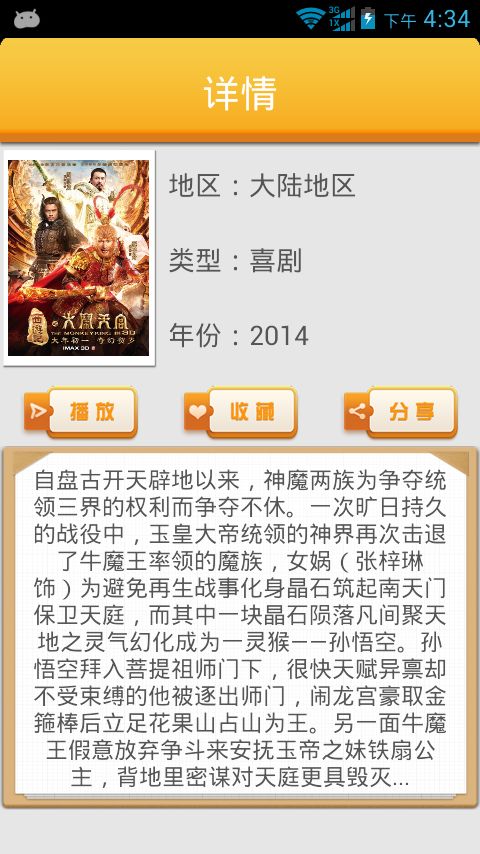 3G
1X
下午 4:34
详情
地区：大陆地区
类型：喜剧
年份：2014
西游记之大闹天宫
THE MONKEY KING IN 3D
大年初一 奇幻贺岁
IMAX 3D
播放
收藏
分享
自盘古开天辟地以来，神魔两族为争夺统
领三界的权利而争夺不休。一次旷日持久
的战役中，玉皇大帝统领的神界再次击退
了牛魔王率领的魔族，女娲（张梓琳
饰）为避免再生战事化身晶石筑起南天门
保卫天庭，而其中一块晶石陨落凡间聚天
地之灵气幻化成为一灵猴——孙悟空。孙
悟空拜入菩提祖师门下，很快天赋异禀却
不受束缚的他被逐出师门，闹龙宫豪取金
箍棒后立足花果山占山为王。另一面牛魔
王假意放弃争斗来安抚玉帝之妹铁扇公
主，背地里密谋对天庭更具毁灭...